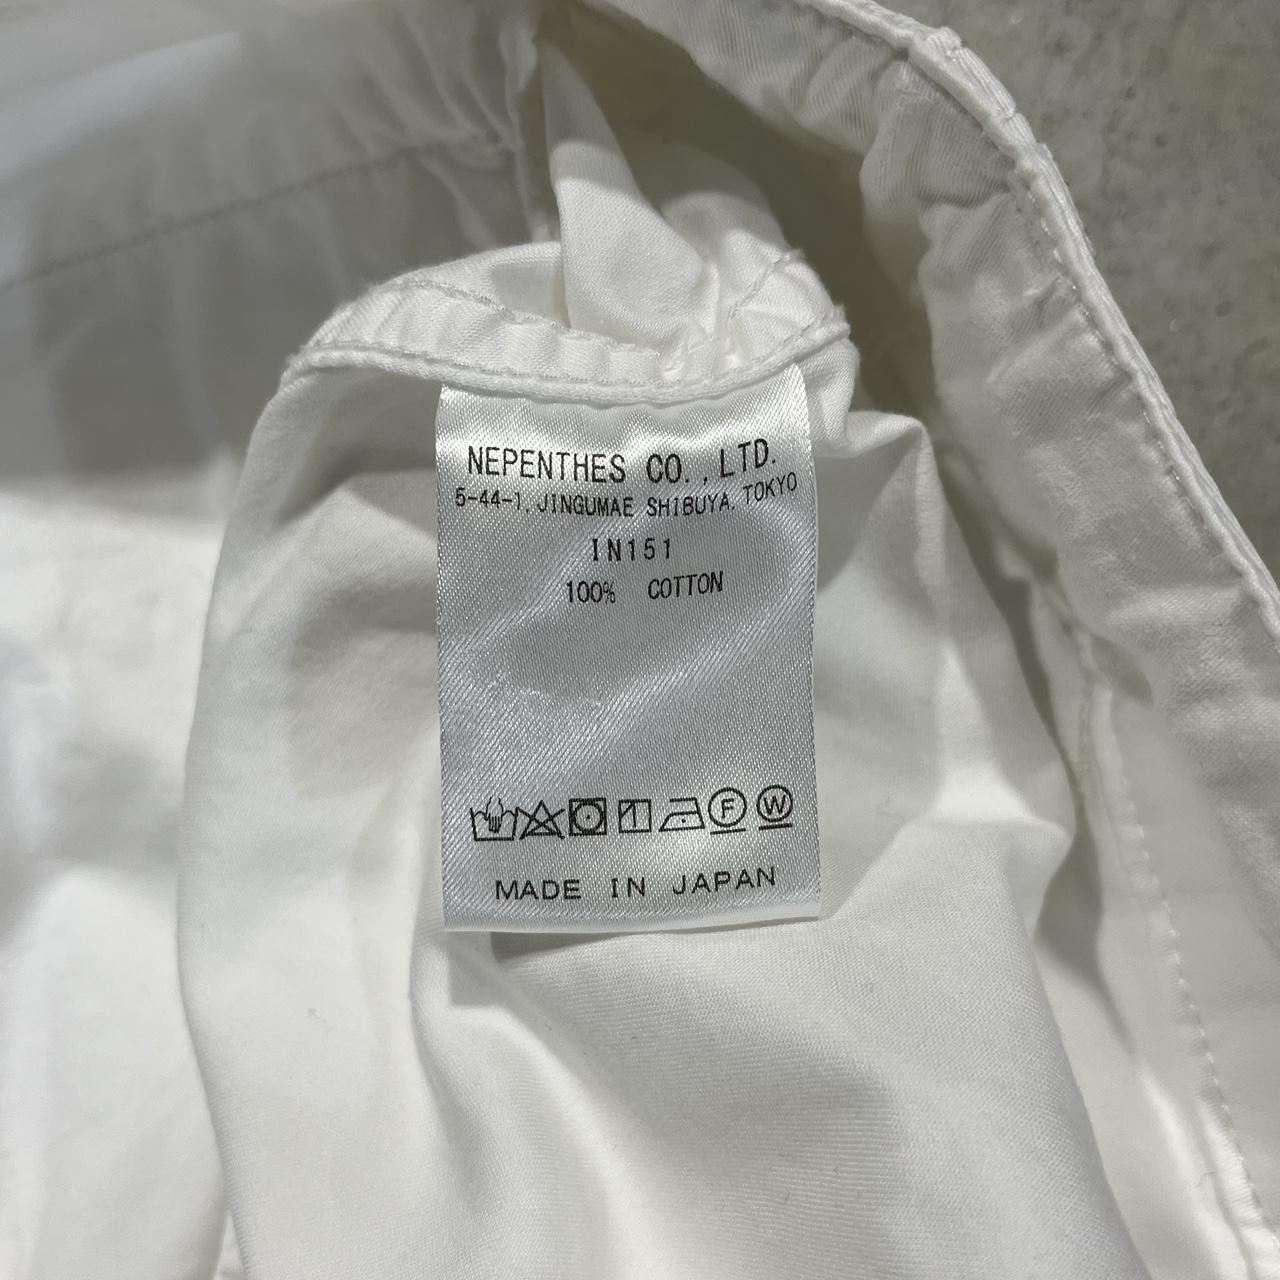 NEPENTHES CO.,LTD.
5-44-1, JINGUMAE SHIBUYA, TOKYO
IN151
100% COTTON
F W
MADE IN JAPAN